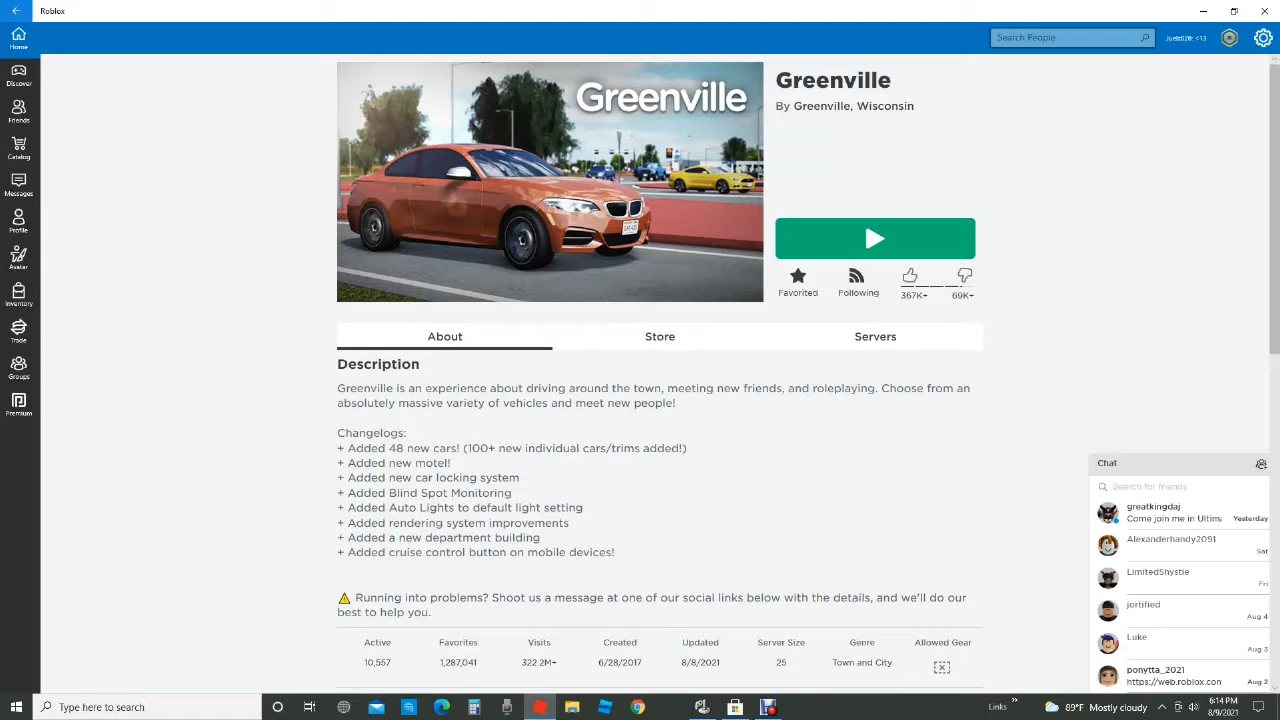 Roblox
Home
Search People
<13
Discover
Friends
Catalog
Messages
Profile
Avatar
Inventory
Trade
Groups
Premium
Greenville
Greenville
By Greenville, Wisconsin
Favorited
Following
367K+
69K+
About
Store
Servers
Description
Greenville is an experience about driving around the town, meeting new friends, and roleplaying. Choose from an
absolutely massive variety of vehicles and meet new people!
Changelogs:
+ Added 48 new cars! (100+ new individual cars/trims added!)
+ Added new motel!
+ Added new car locking system
+ Added Blind Spot Monitoring
+ Added Auto Lights to default light setting
+ Added rendering system improvements
+ Added a new department building
+ Added cruise control button on mobile devices!
Running into problems? Shoot us a message at one of our social links below with the details, and we'll do our
best to help you.
Active Favorites Visits Created Updated Server Size Genre Allowed Gear
10,557 1,287,041 322.2M+ 6/28/2017 8/8/2021 25 Town and City
Chat
Search for friends
greatkingdaj
Come join me in Ultim Yesterday
Alexanderhandy2091
Sat
LimitedShystie
Fri
jortified
Aug 4
Luke
Aug 3
ponytta_2021
https://web.roblox.com Aug 2
Type here to search
Links
89°F Mostly cloudy
6:14 PM
8/9/2021